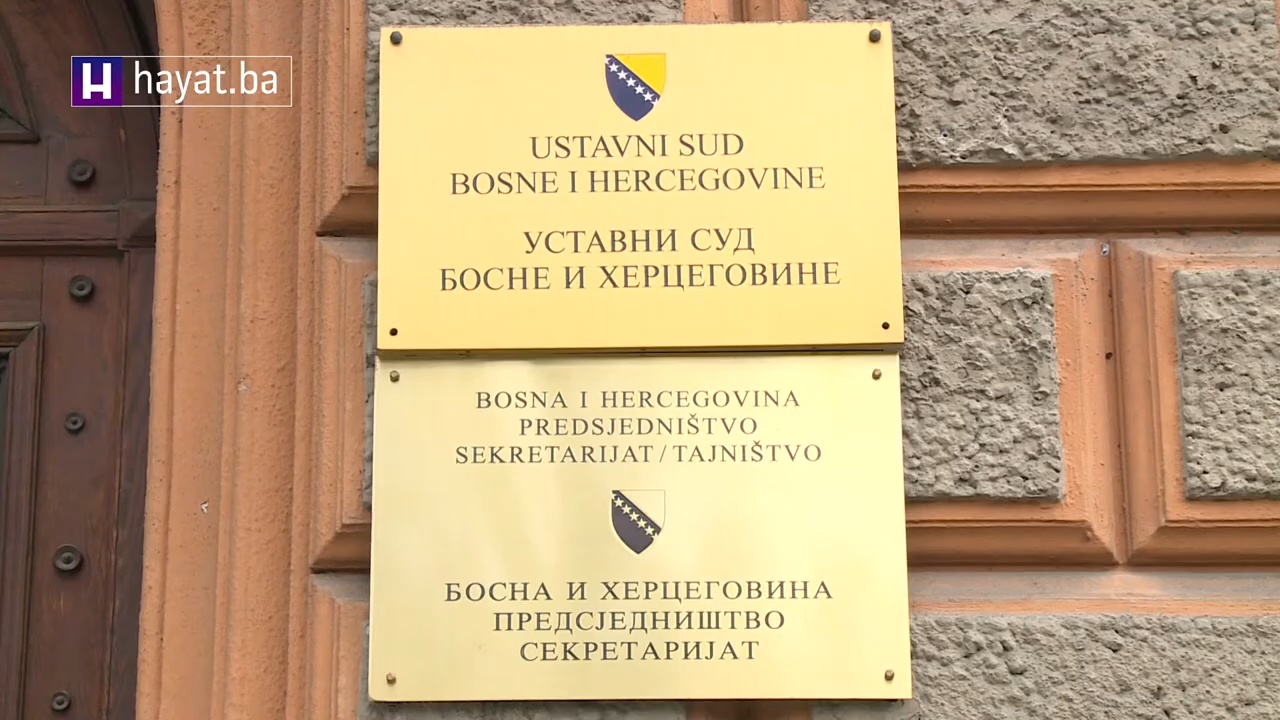 hayat.ba
USTAVNI SUD
BOSNE I HERCEGOVINE
УСТАВНИ СУД
БОСНЕ И ХЕРЦЕГОВИНЕ
BOSNA I HERCEGOVINA
PREDSJEDNIŠTVO
SEKRETARIJAT / TAJNIŠTVO
БОСНА И ХЕРЦЕГОВИНА
ПРЕДСЈЕДНИШТВО
СЕКРЕТАРИЈАТ